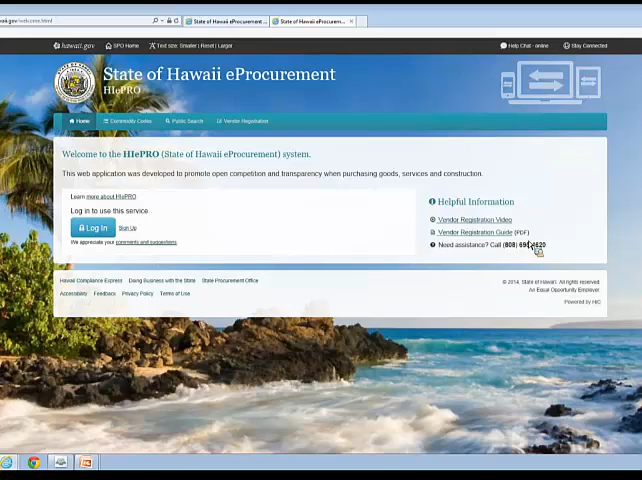 State of Hawaii eProcurement ...
State of Hawaii eProcurem...
hawaii.gov SPO Home Text size: Smaller | Reset | Larger Help Chat - online Stay Connected
State of Hawaii eProcurement
HIePRO
Home Commodity Codes Public Search Vendor Registration
Welcome to the HIePRO (State of Hawaii eProcurement) system.
This web application was developed to promote open competition and transparency when purchasing goods, services and construction.
Learn more about HIePRO
Log in to use this service.
Log In Sign Up
We appreciate your comments and suggestions.
Helpful Information
Vendor Registration Video
Vendor Registration Guide (PDF)
Need assistance? Call (808)
Hawaii Compliance Express Doing Business with the State State Procurement Office
Accessibility Feedback Privacy Policy Terms of Use
© 2014, State of Hawaii. All rights reserved.
An Equal Opportunity Employer.
Powered by HIC